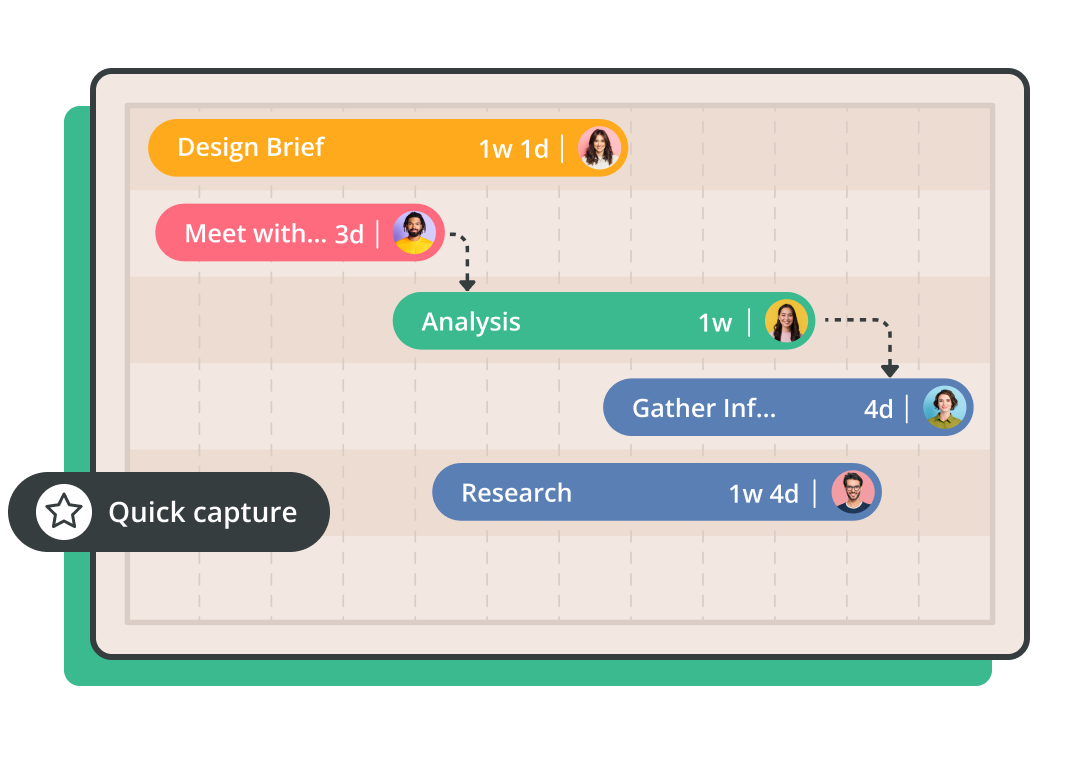 Design Brief 1w 1d
Meet with... 3d
Analysis 1w
Gather Inf... 4d
Research 1w 4d
Quick capture